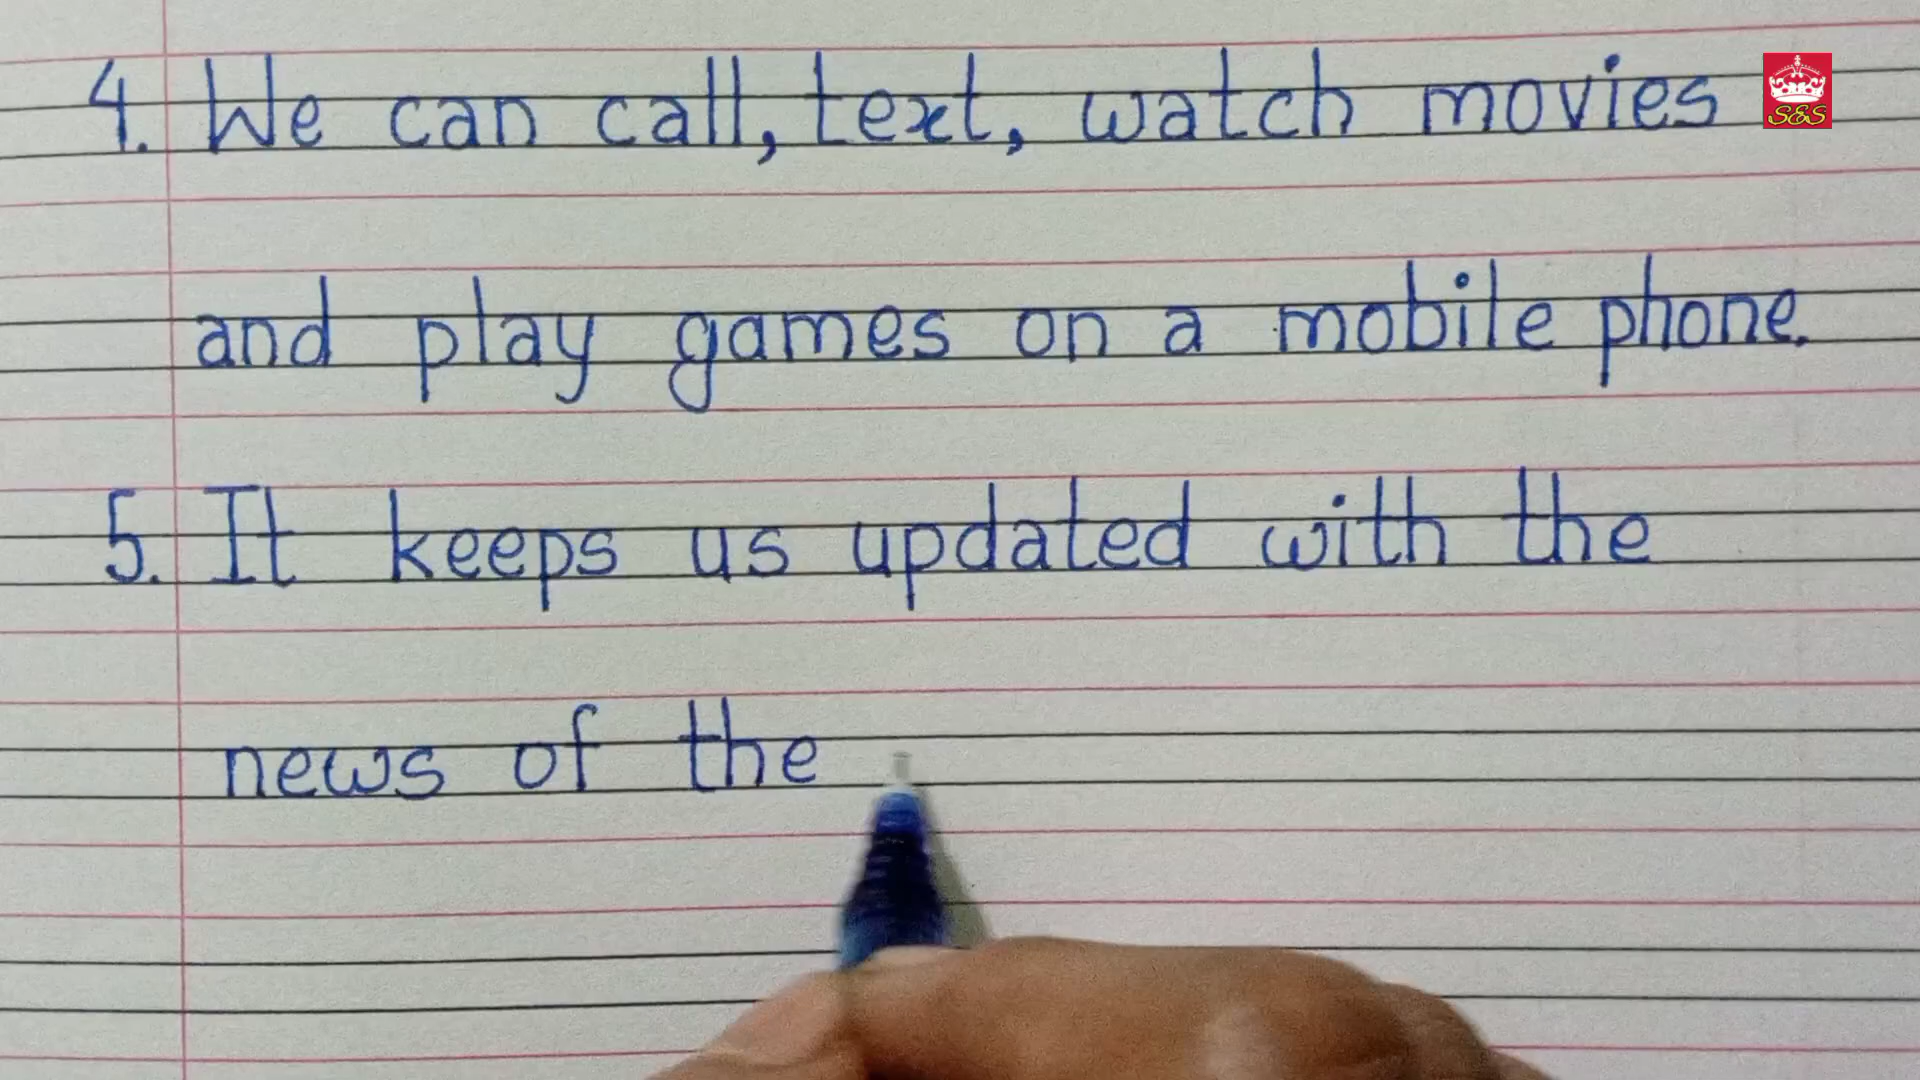 4. We can call, text, watch movies
and play games on a mobile phone.
5. It keeps us updated with the
news of the
S&S